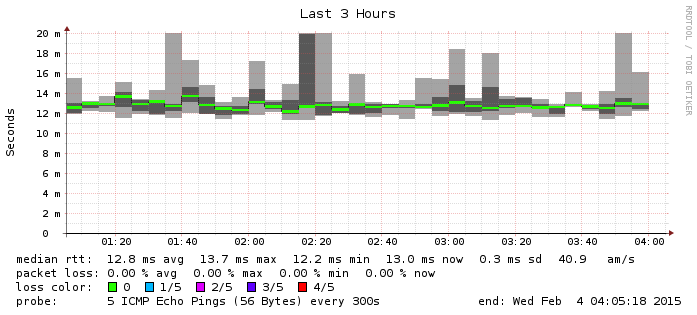 Last 3 Hours
RRDTOOL / TOBI OETIKER
Seconds
20 m
18 m
16 m
14 m
12 m
10 m
8 m
6 m
4 m
2 m
0
01:20 01:40 02:00 02:20 02:40 03:00 03:20 03:40 04:00
median rtt: 12.8 ms avg 13.7 ms max 12.2 ms min 13.0 ms now 0.3 ms sd 40.9 am/s
packet loss: 0.00 % avg 0.00 % max 0.00 % min 0.00 % now
loss color: 0 1/5 2/5 3/5 4/5
probe: 5 ICMP Echo Pings (56 Bytes) every 300s end: Wed Feb 4 04:05:18 2015